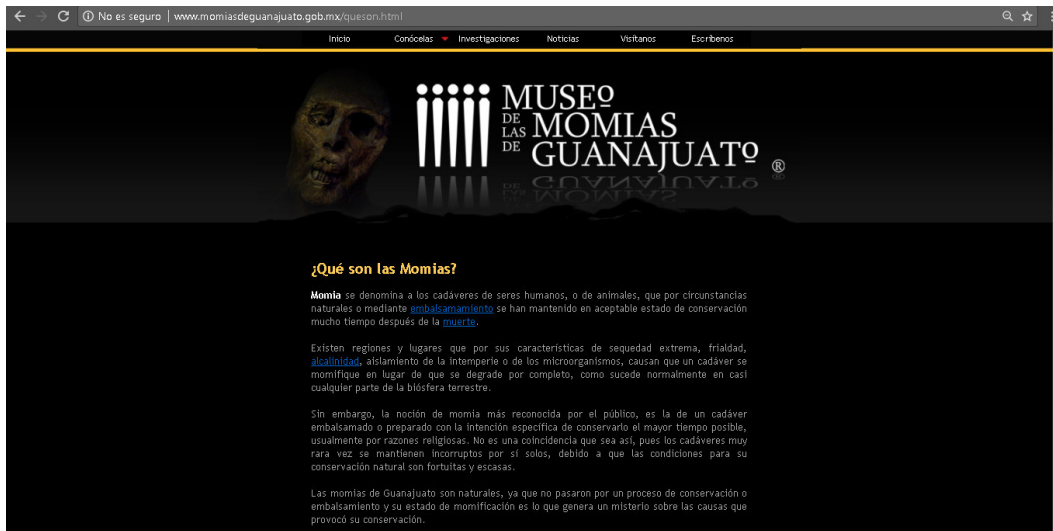 No es seguro | www.momiasdeguanajuato.gob.mx/queson.html
Inicio Conócelas Investigaciones Noticias Visítanos Escríbenos
MUSEO
DE LAS MOMIAS
DE GUANAJUATO ®
¿Qué son las Momias?
Momia se denomina a los cadáveres de seres humanos, o de animales, que por circunstancias
naturales o mediante embalsamamiento se han mantenido en aceptable estado de conservación
mucho tiempo después de la muerte.
Existen regiones y lugares que por sus características de sequedad extrema, frialdad,
alcalinidad, aislamiento de la intemperie o de los microorganismos, causan que un cadáver se
momifique en lugar de que se degrade por completo, como sucede normalmente en casi
cualquier parte de la biósfera terrestre.
Sin embargo, la noción de momia más reconocida por el público, es la de un cadáver
embalsamado o preparado con la intención específica de conservarlo el mayor tiempo posible,
usualmente por razones religiosas. No es una coincidencia que sea así, pues los cadáveres muy
rara vez se mantienen incorruptos por sí solos, debido a que las condiciones para su
conservación natural son fortuitas y escasas.
Las momias de Guanajuato son naturales, ya que no pasaron por un proceso de conservación o
embalsamiento y su estado de momificación es lo que genera un misterio sobre las causas que
provocó su conservación.